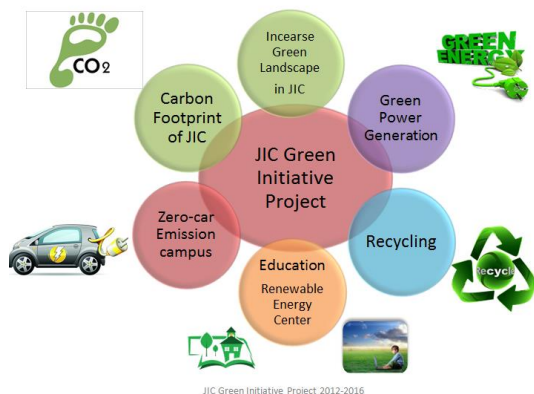 CO2
Incearse
Green
Landscape
in JIC
GREEN
ENERGY
Carbon
Footprint
of JIC
Green
Power
Generation
JIC Green
Initiative
Project
Zero-car
Emission
campus
Recycling
Recycle
Education
Renewable
Energy
Center
JIC Green Initiative Project 2012-2016